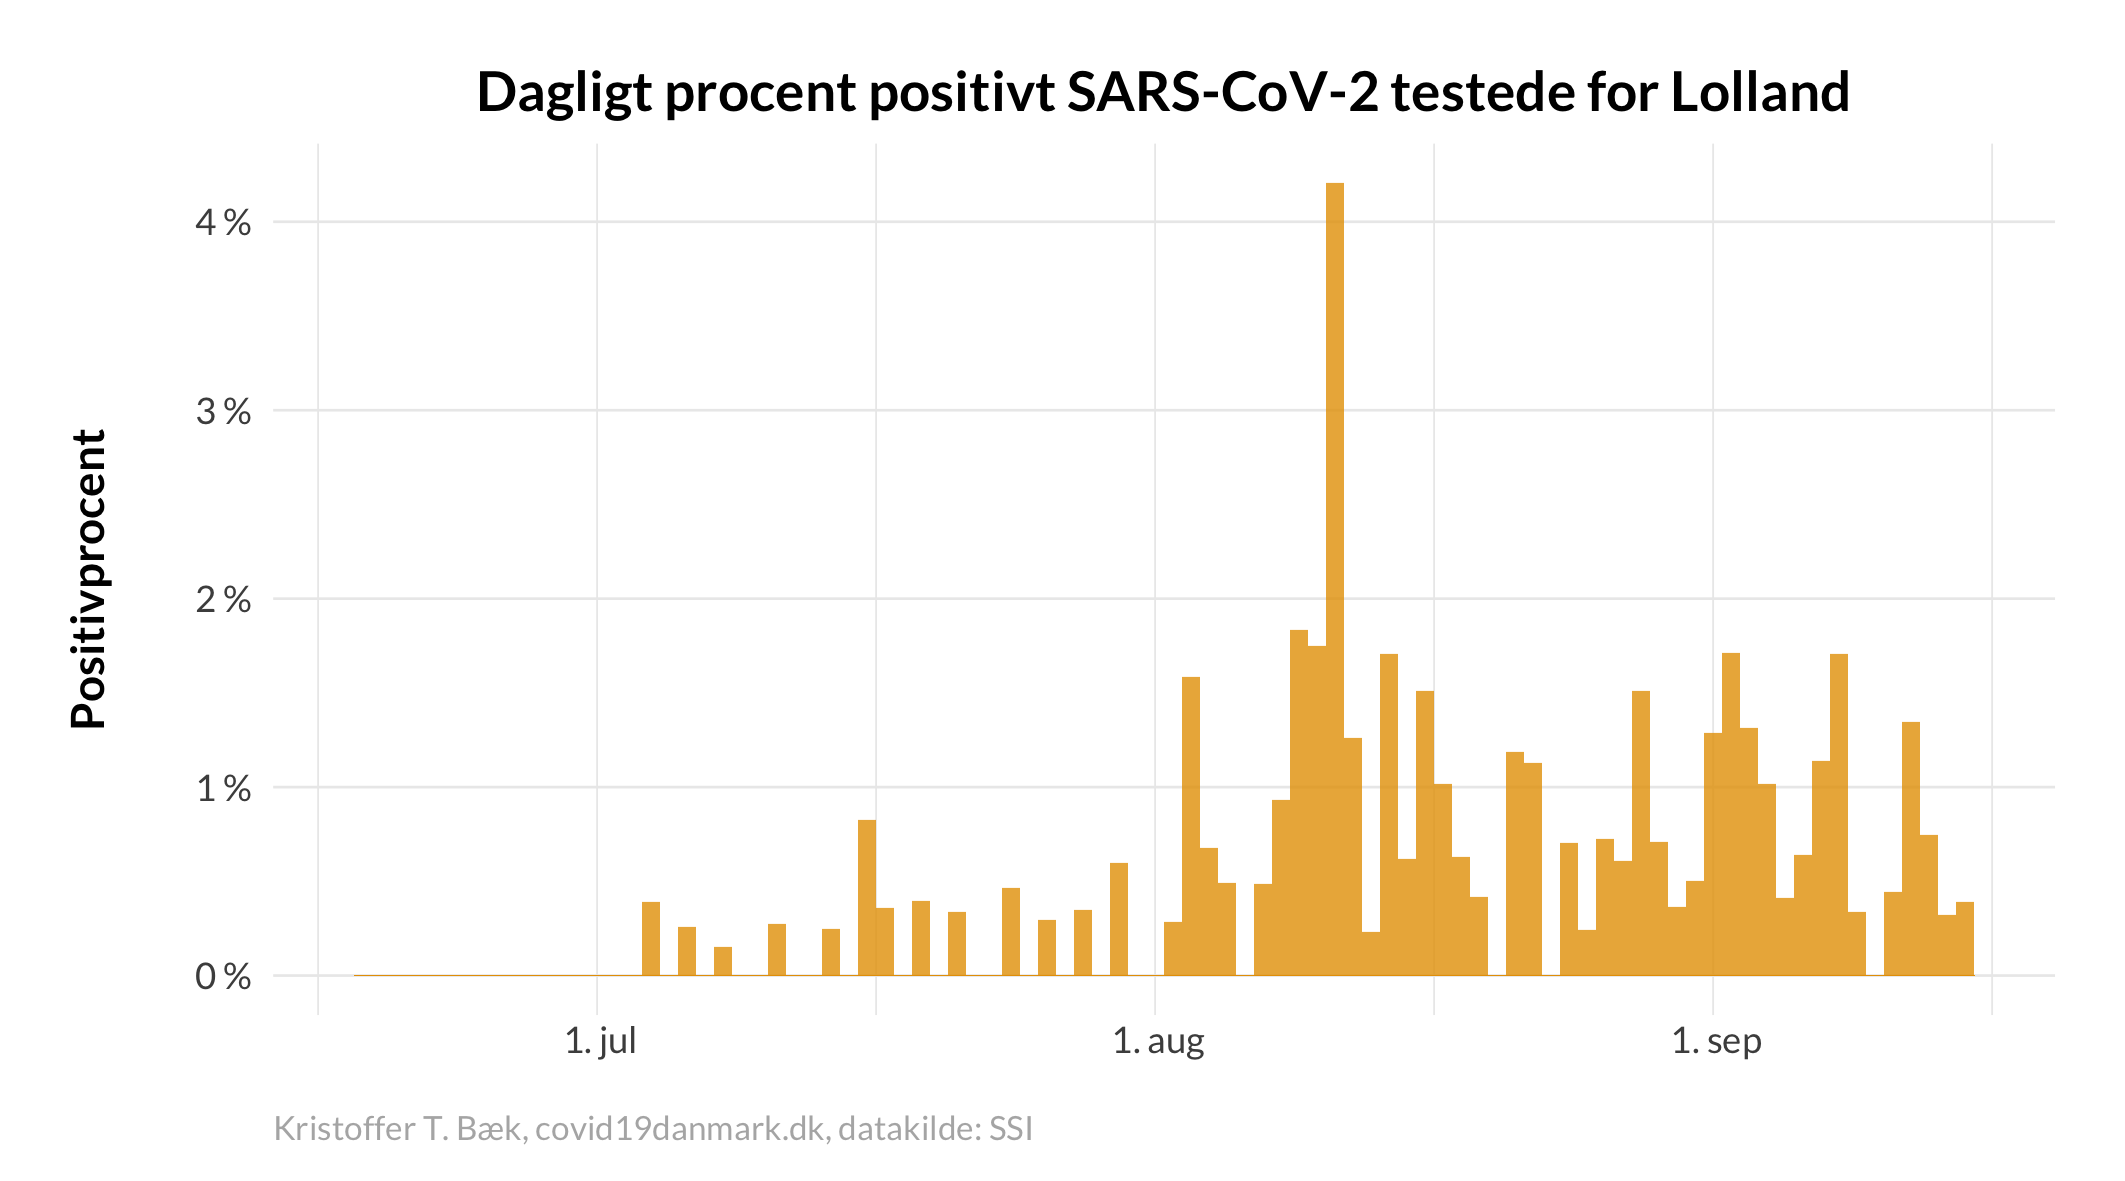 Dagligt procent positivt SARS-CoV-2 testede for Lolland
Positivprocent
4 %
3 %
2 %
1 %
0 %
1. jul
1. aug
1. sep
Kristoffer T. Bæk, covid19danmark.dk, datakilde: SSI